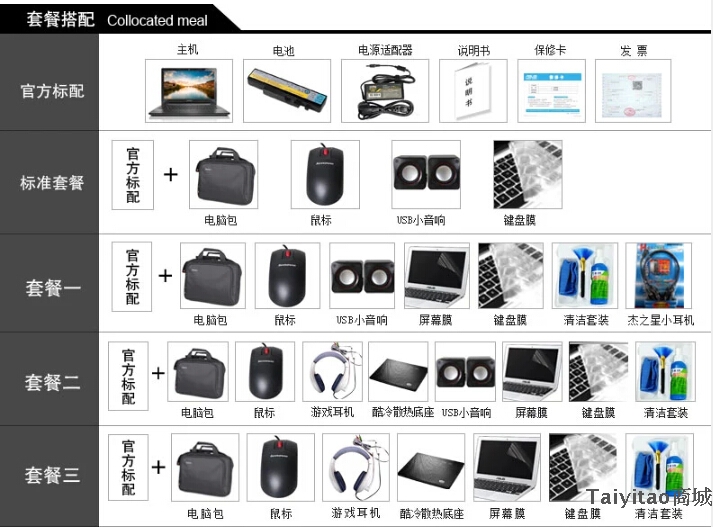 套餐搭配 Collocated meal
主机 电池 电源适配器 说明书 保修卡 发 票
官方标配
说明书
标准套餐
官方标配 +
电脑包 鼠标 USB小音响 键盘膜
套餐一
官方标配 +
电脑包 鼠标 USB小音响 屏幕膜 键盘膜 清洁套装 杰之星小耳机
套餐二
官方标配 +
电脑包 鼠标 游戏耳机 酷冷散热底座 USB小音响 屏幕膜 键盘膜 清洁套装
套餐三
官方标配 +
电脑包 鼠标 游戏耳机 酷冷散热底座 屏幕膜 键盘膜 清洁套装
Taiyitao商城